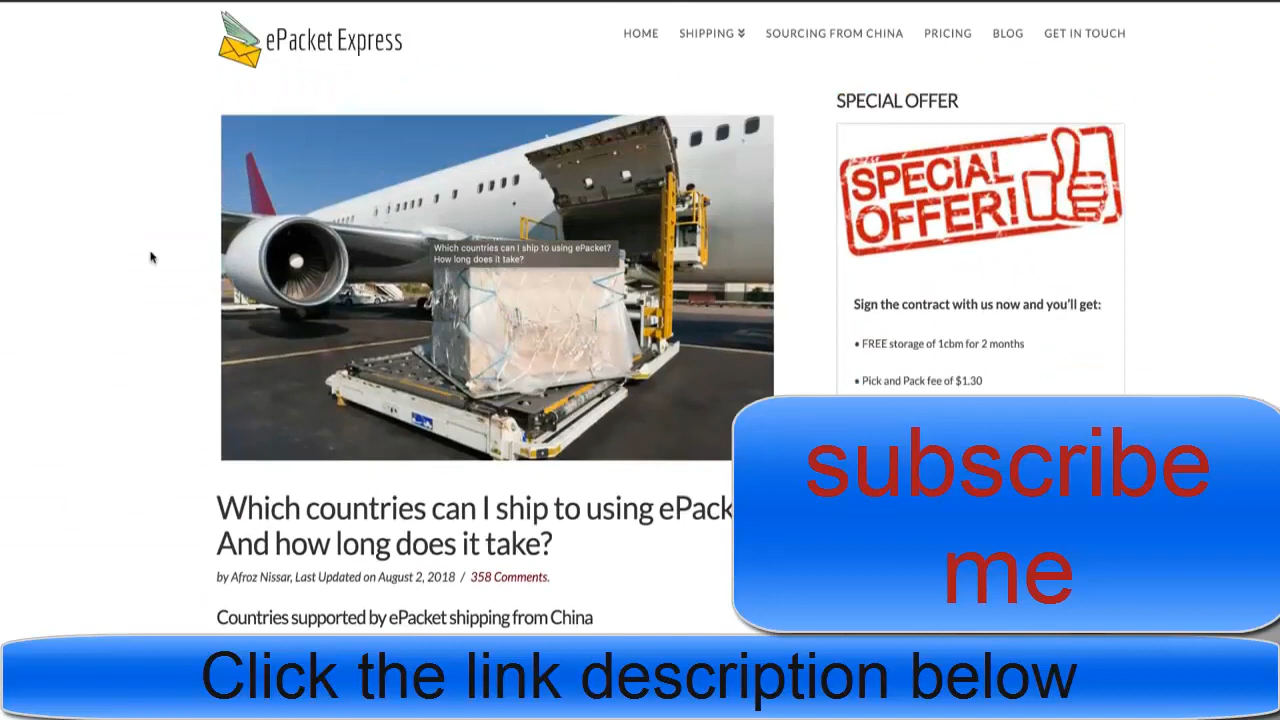 ePacket Express
HOME
SHIPPING
SOURCING FROM CHINA
PRICING
BLOG
GET IN TOUCH
Which countries can I ship to using ePacket?
How long does it take?
Which countries can I ship to using ePack
And how long does it take?
by Afroz Nissar, Last Updated on August 2, 2018 / 358 Comments.
Countries supported by ePacket shipping from China
SPECIAL OFFER
SPECIAL
OFFER!
Sign the contract with us now and you'll get:
• FREE storage of 1cbm for 2 months
• Pick and Pack fee of $1.30
subscribe
me
Click the link description below